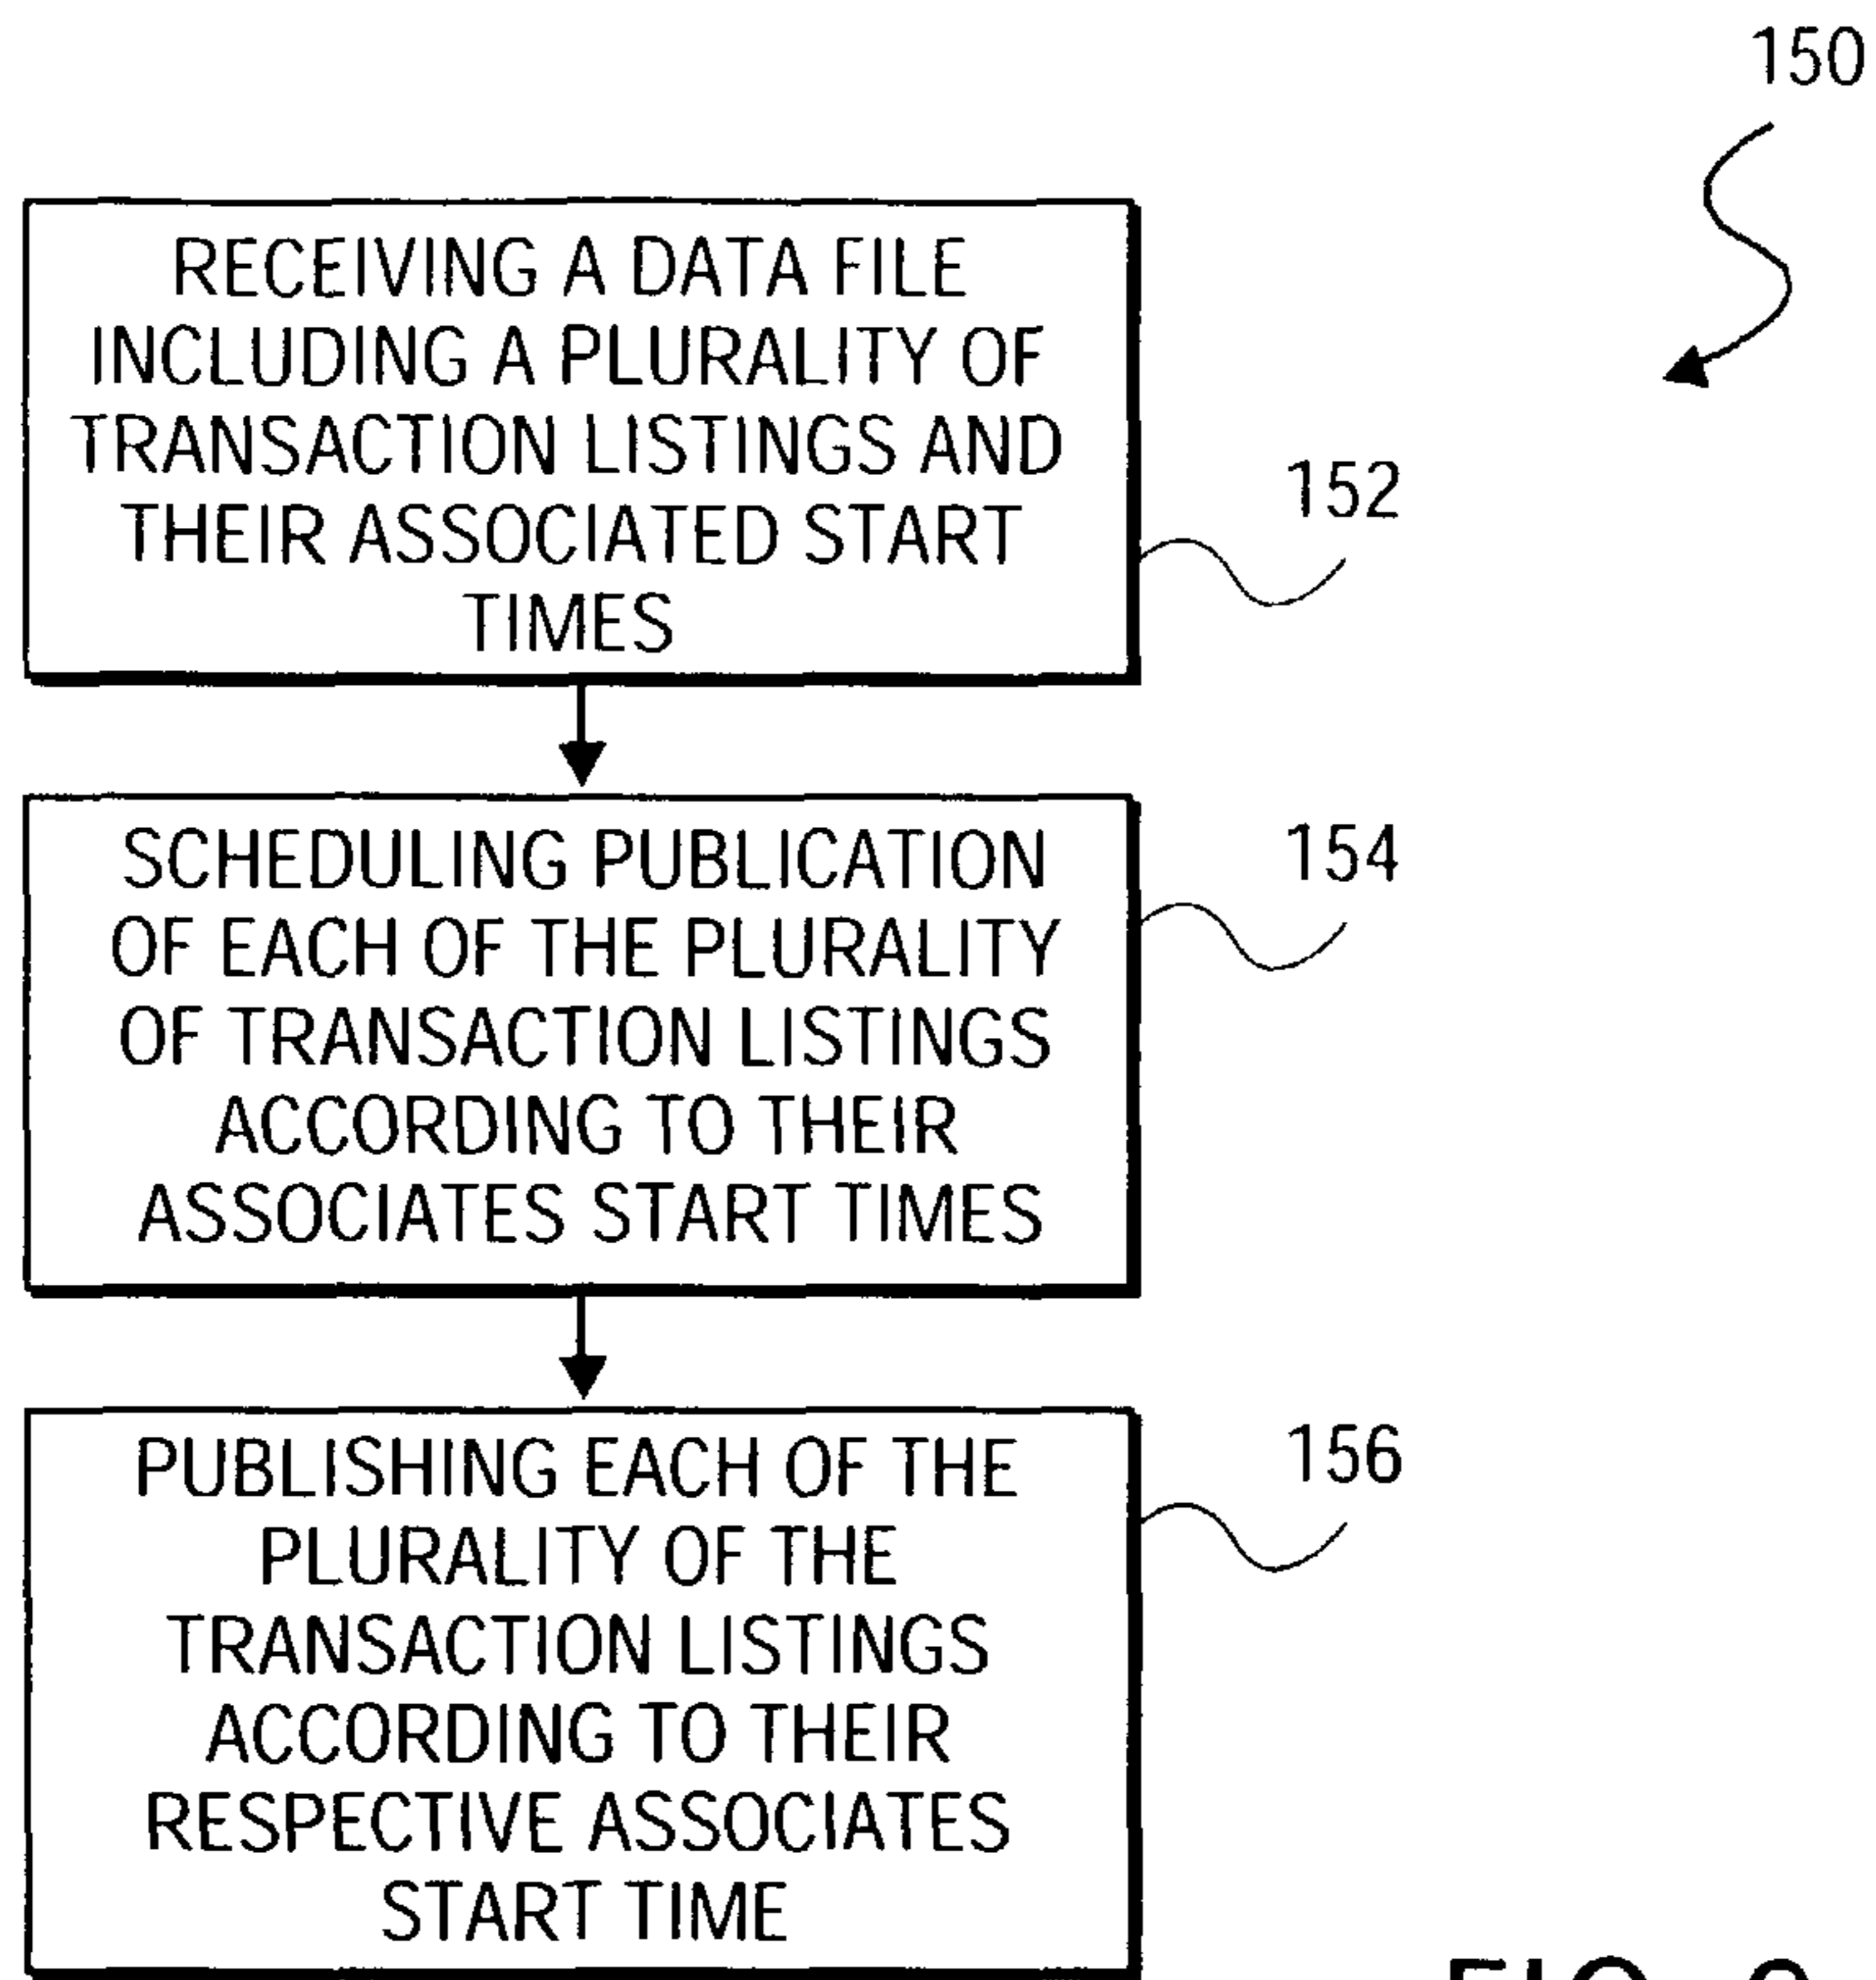 150
RECEIVING A DATA FILE
INCLUDING A PLURALITY OF
TRANSACTION LISTINGS AND
THEIR ASSOCIATED START
TIMES
152
SCHEDULING PUBLICATION
OF EACH OF THE PLURALITY
OF TRANSACTION LISTINGS
ACCORDING TO THEIR
ASSOCIATES START TIMES
154
PUBLISHING EACH OF THE
PLURALITY OF THE
TRANSACTION LISTINGS
ACCORDING TO THEIR
RESPECTIVE ASSOCIATES
START TIME
156